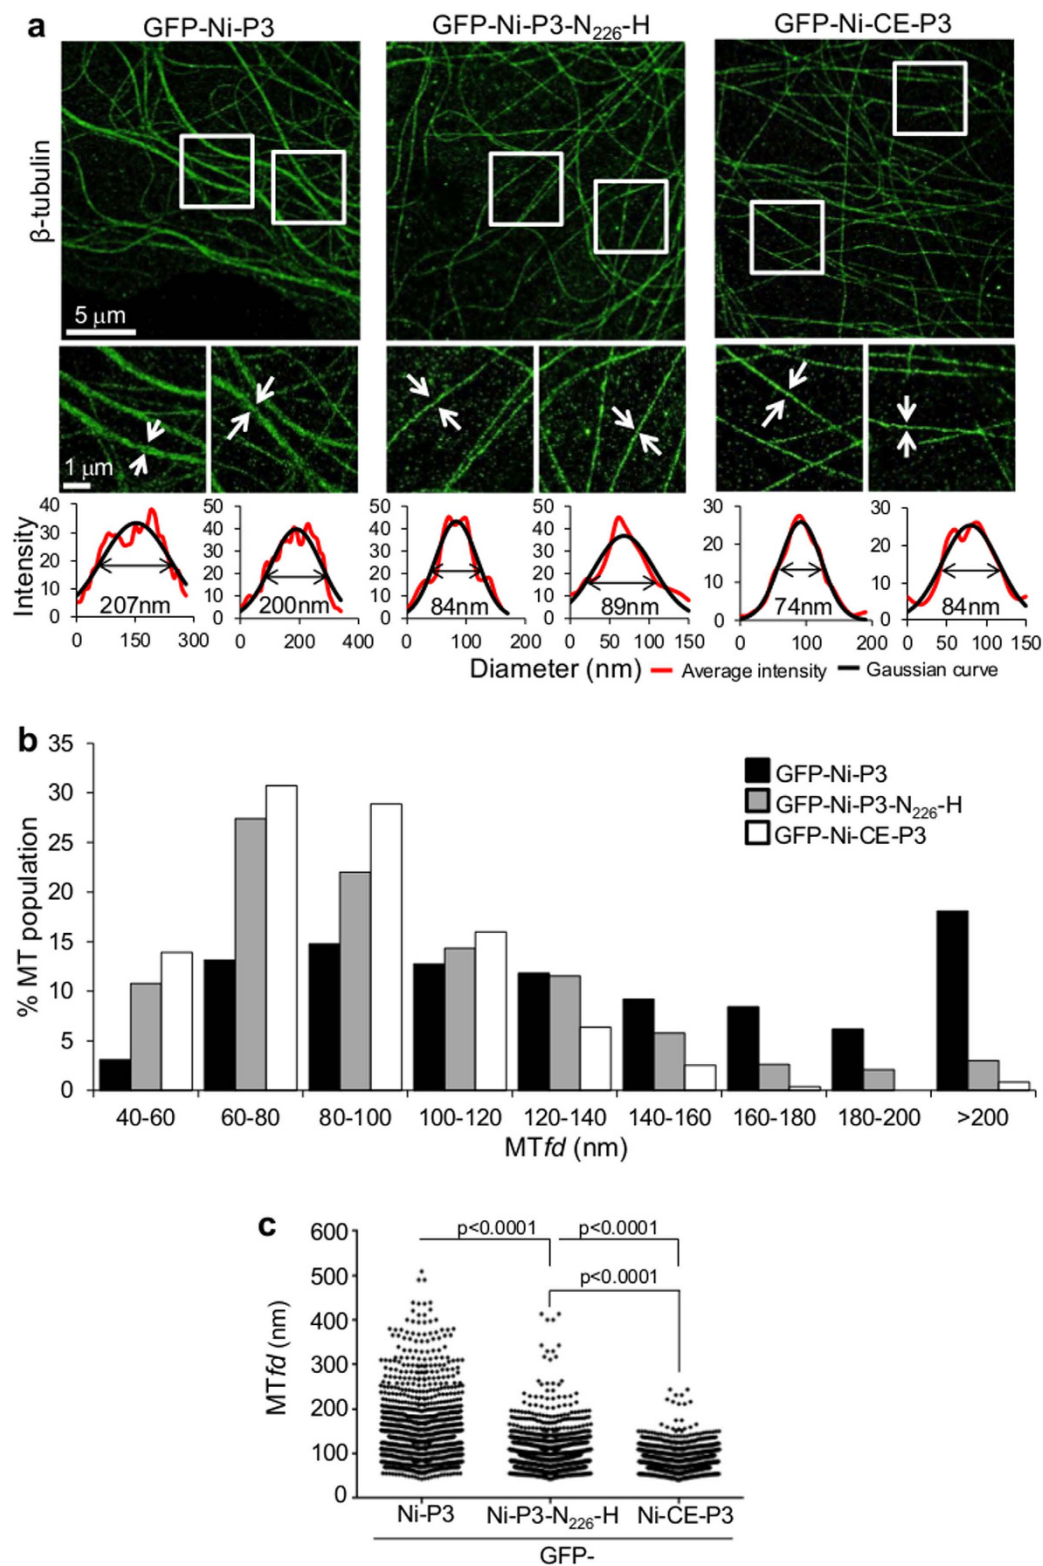 a
GFP-Ni-P3 GFP-Ni-P3-N₂₂₆-H GFP-Ni-CE-P3
β-tubulin
5 μm
1 μm
Intensity
40 50 50 50 30 30
30 40 40 40 20 20
20 30 30 30 10 10
10 20 20 20 0 0
0 10 10 10
0 0 0
207nm 200nm 84nm 89nm 74nm 84nm
0 150 300 0 200 400 0 100 200 0 50 100 150 0 100 200 0 50 100 150
Diameter (nm) Average intensity Gaussian curve
b
35
30
25
20
15
10
5
0
% MT population
GFP-Ni-P3
GFP-Ni-P3-N₂₂₆-H
GFP-Ni-CE-P3
40-60 60-80 80-100 100-120 120-140 140-160 160-180 180-200 >200
MTfd (nm)
c
600
500
400
300
200
100
0
MTfd (nm)
p<0.0001 p<0.0001
p<0.0001
Ni-P3 Ni-P3-N₂₂₆-H Ni-CE-P3
GFP-